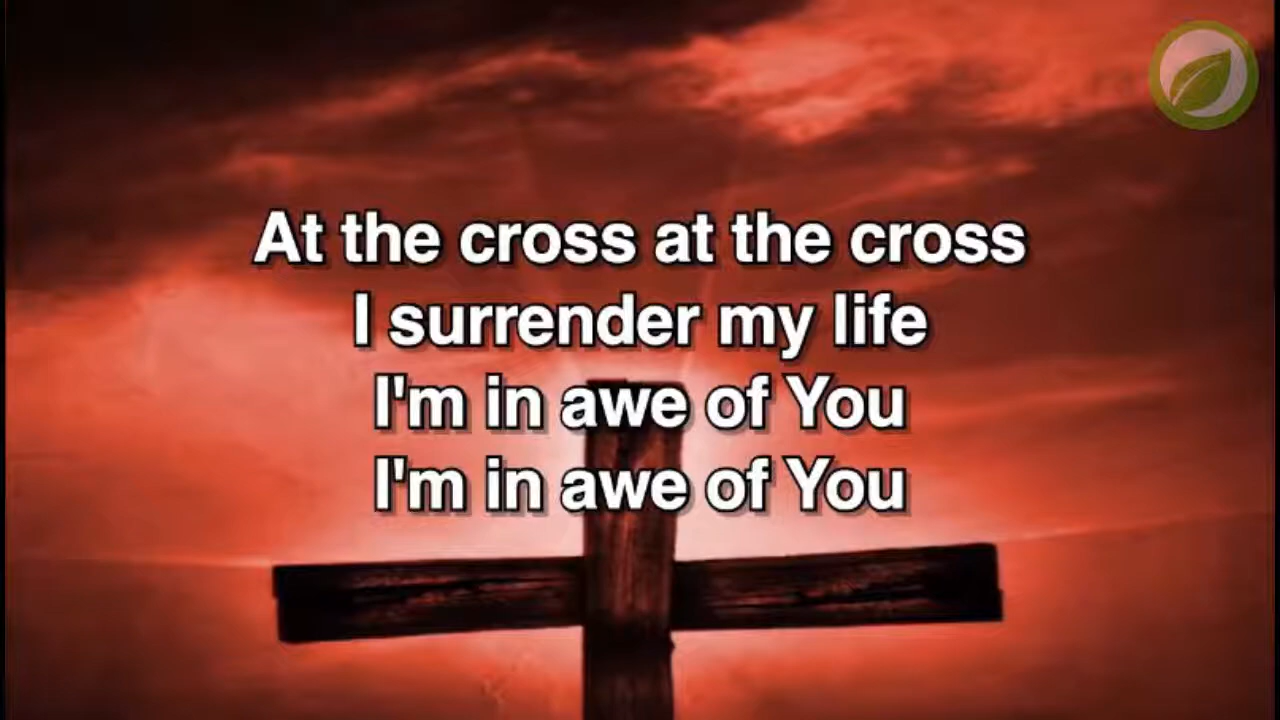 At the cross at the cross
I surrender my life
I'm in awe of You
I'm in awe of You